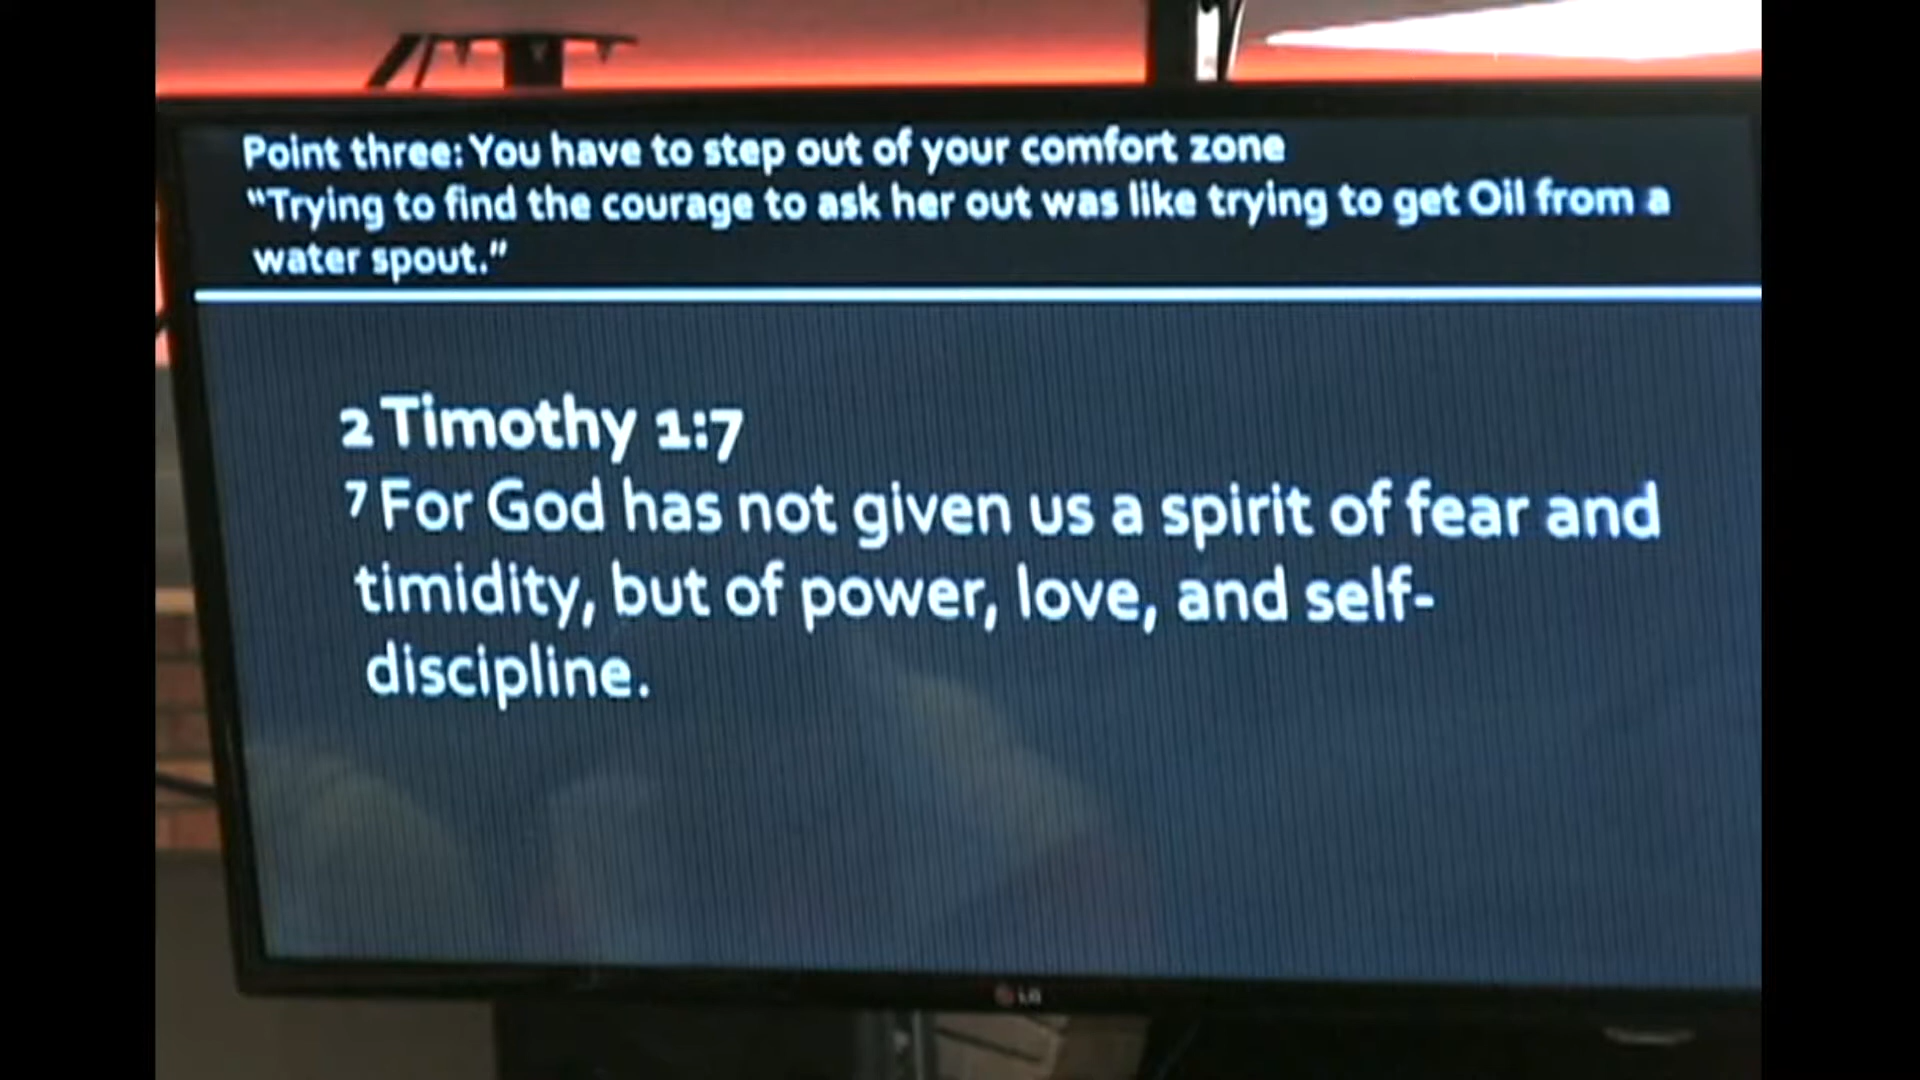 Point three: You have to step out of your comfort zone
“Trying to find the courage to ask her out was like trying to get Oil from a
water spout.”
2 Timothy 1:7
7 For God has not given us a spirit of fear and
timidity, but of power, love, and self-
discipline.
LG